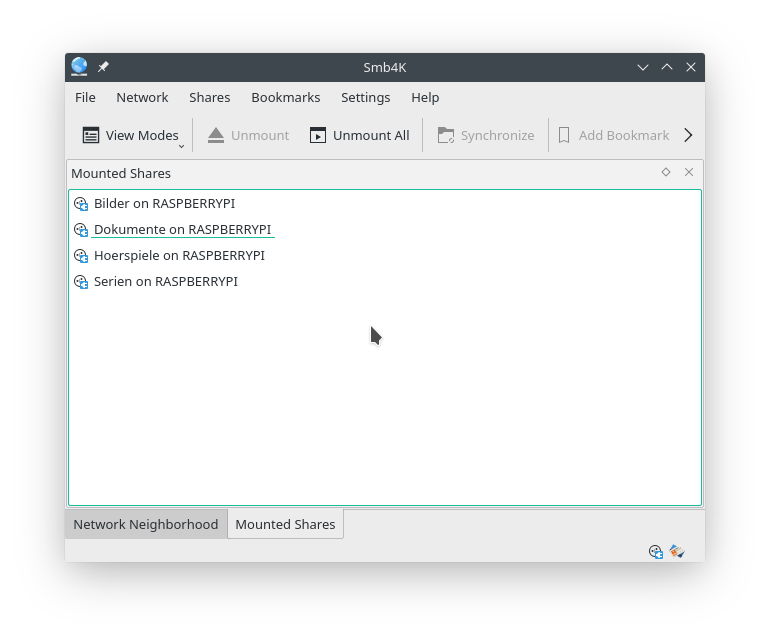 Smb4K
File Network Shares Bookmarks Settings Help
View Modes Unmount Unmount All Synchronize Add Bookmark
Mounted Shares
Bilder on RASPBERRYPI
Dokumente on RASPBERRYPI
Hoerspiele on RASPBERRYPI
Serien on RASPBERRYPI
Network Neighborhood Mounted Shares